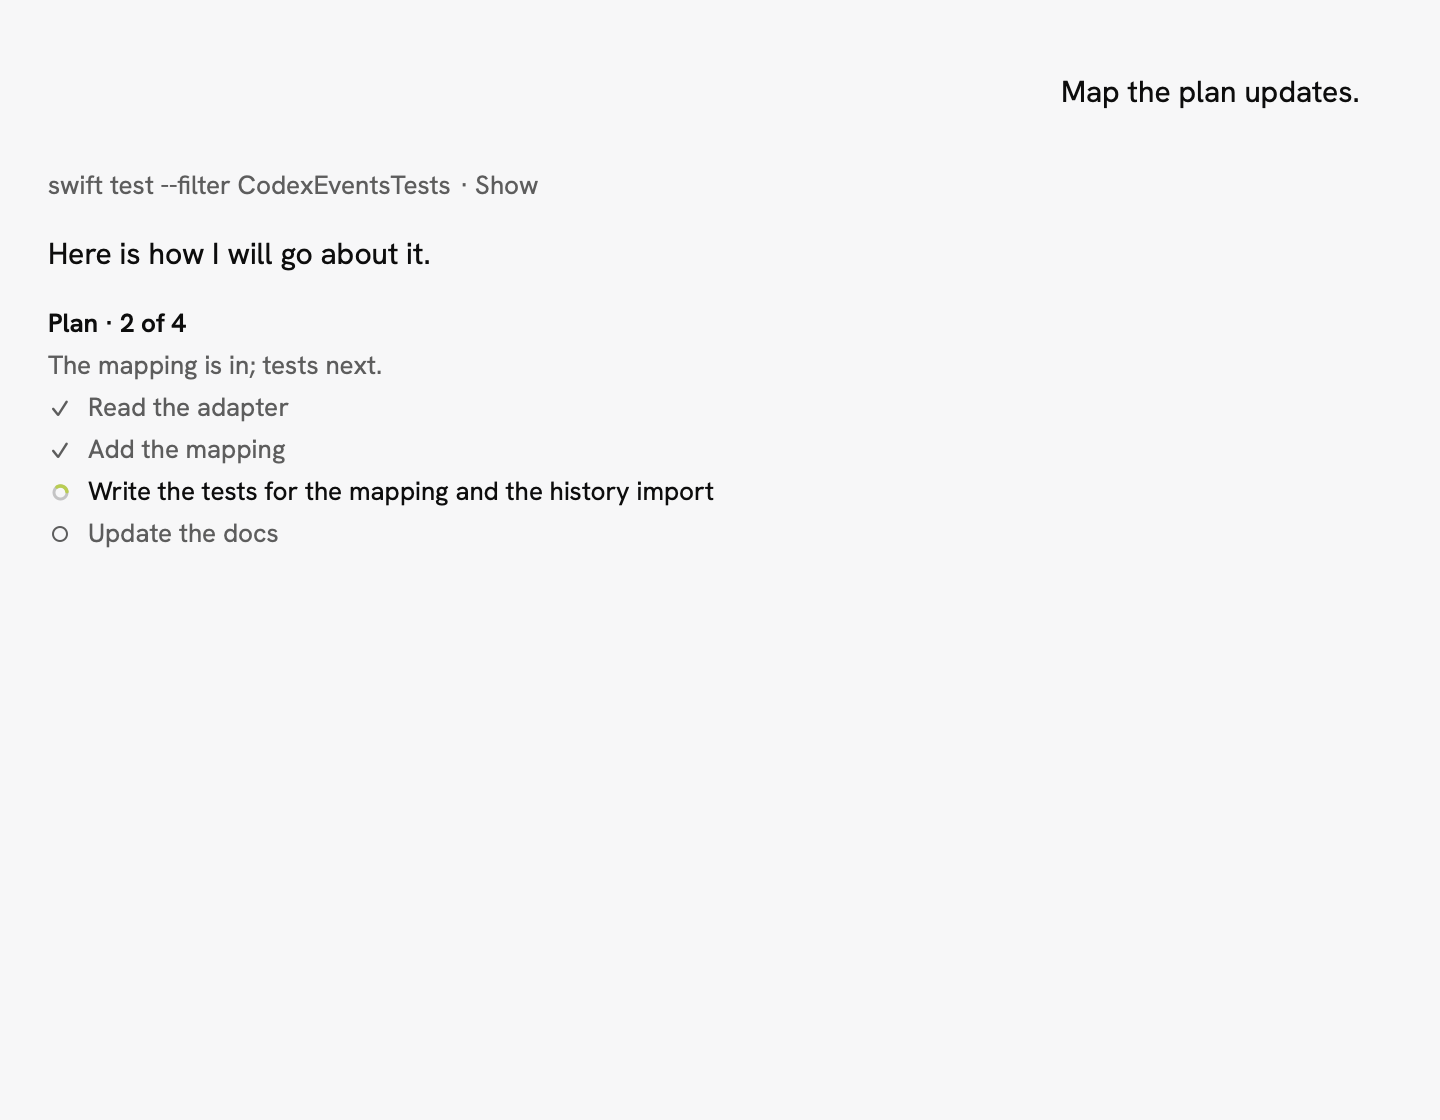 Map the plan updates.
swift test --filter CodexEventsTests · Show
Here is how I will go about it.
Plan · 2 of 4
The mapping is in; tests next.
Read the adapter
Add the mapping
Write the tests for the mapping and the history import
Update the docs